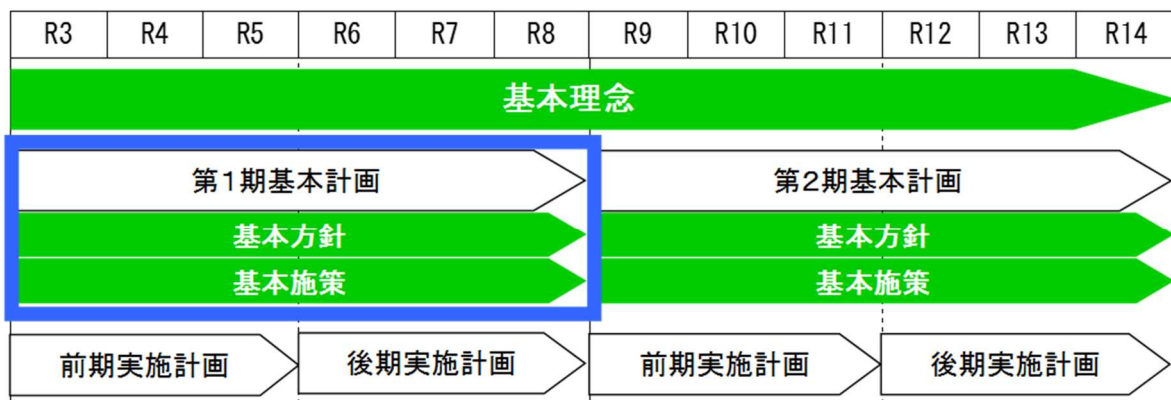 R3 R4 R5 R6 R7 R8 R9 R10 R11 R12 R13 R14
基本理念
第1期基本計画 第2期基本計画
基本方針 基本方針
基本施策 基本施策
前期実施計画 後期実施計画 前期実施計画 後期実施計画